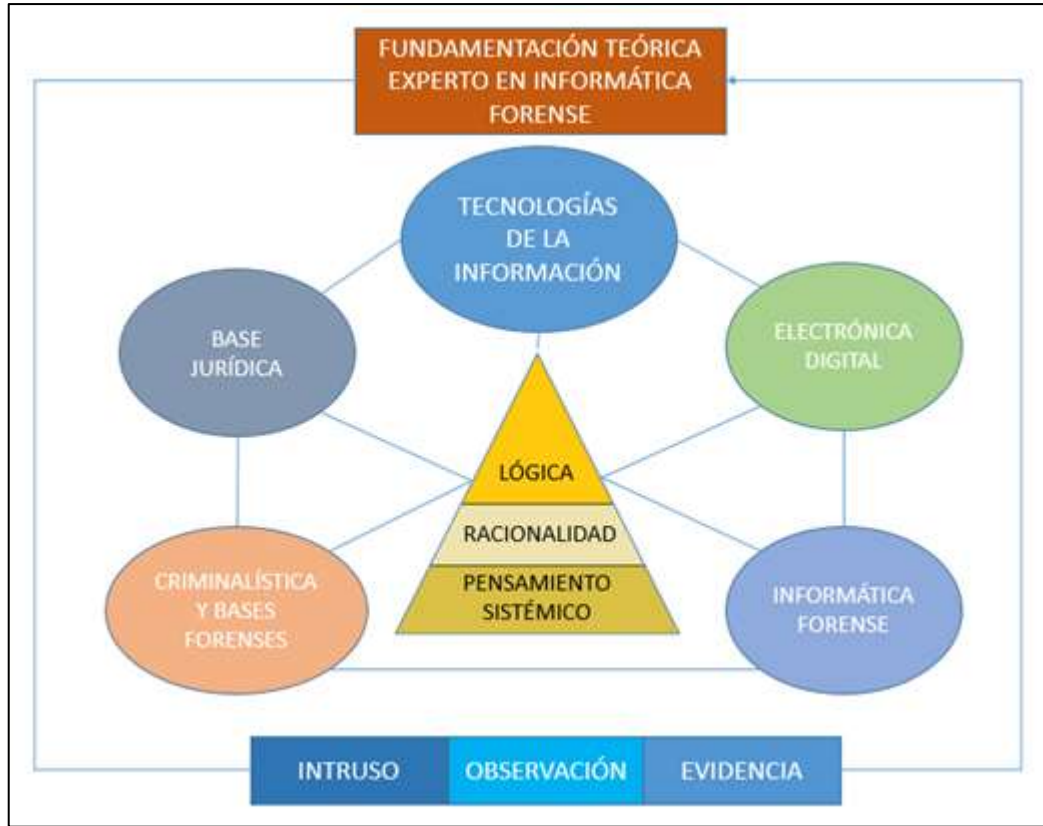 FUNDAMENTACIÓN TEÓRICA
EXPERTO EN INFORMÁTICA
FORENSE
TECNOLOGÍAS
DE LA
INFORMACIÓN
BASE
JURÍDICA
ELECTRÓNICA
DIGITAL
LÓGICA
RACIONALIDAD
PENSAMIENTO
SISTÉMICO
CRIMINALÍSTICA
Y BASES
FORENSES
INFORMÁTICA
FORENSE
INTRUSO
OBSERVACIÓN
EVIDENCIA